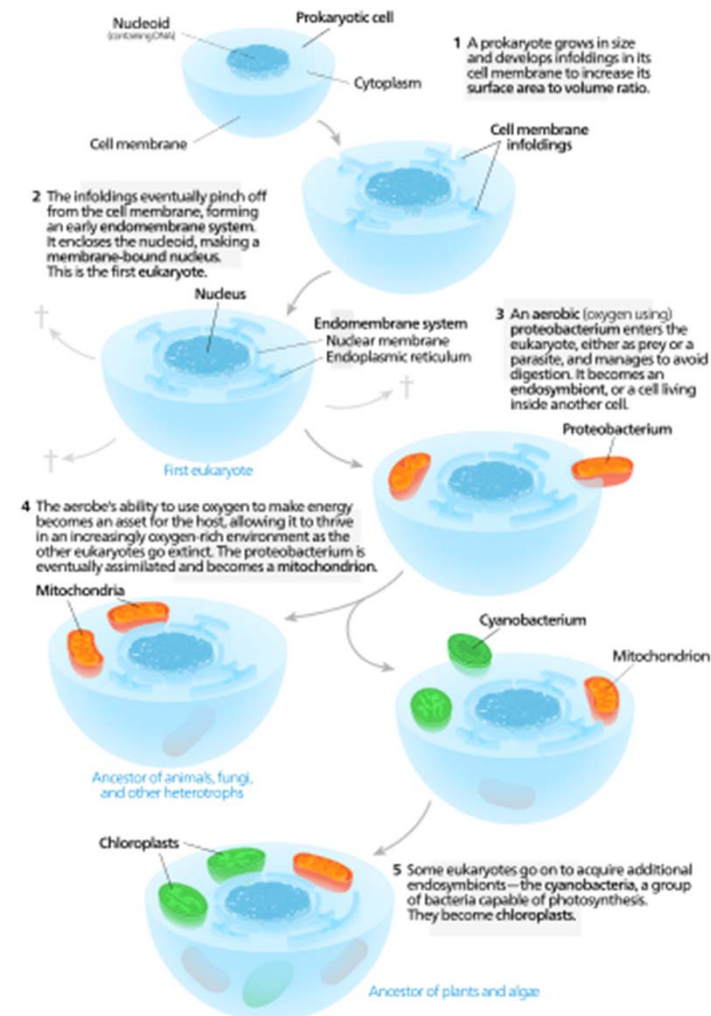 Nucleoid
(containing DNA)
Prokaryotic cell
Cytoplasm
Cell membrane
1 A prokaryote grows in size
and develops infoldings in its
cell membrane to increase its
surface area to volume ratio.
Cell membrane
infoldings
2 The infoldings eventually pinch off
from the cell membrane, forming
an early endomembrane system.
It encloses the nucleoid, making a
membrane-bound nucleus.
This is the first eukaryote.
Nucleus
Endomembrane system
Nuclear membrane
Endoplasmic reticulum
First eukaryote
3 An aerobic (oxygen using)
proteobacterium enters the
eukaryote, either as prey or a
parasite, and manages to avoid
digestion. It becomes an
endosymbiont, or a cell living
inside another cell.
Proteobacterium
4 The aerobe's ability to use oxygen to make energy
becomes an asset for the host, allowing it to thrive
in an increasingly oxygen-rich environment as the
other eukaryotes go extinct. The proteobacterium is
eventually assimilated and becomes a mitochondrion.
Mitochondria
Ancestor of animals, fungi,
and other heterotrophs
Cyanobacterium
Mitochondrion
Chloroplasts
5 Some eukaryotes go on to acquire additional
endosymbionts—the cyanobacteria, a group
of bacteria capable of photosynthesis.
They become chloroplasts.
Ancestor of plants and algæ